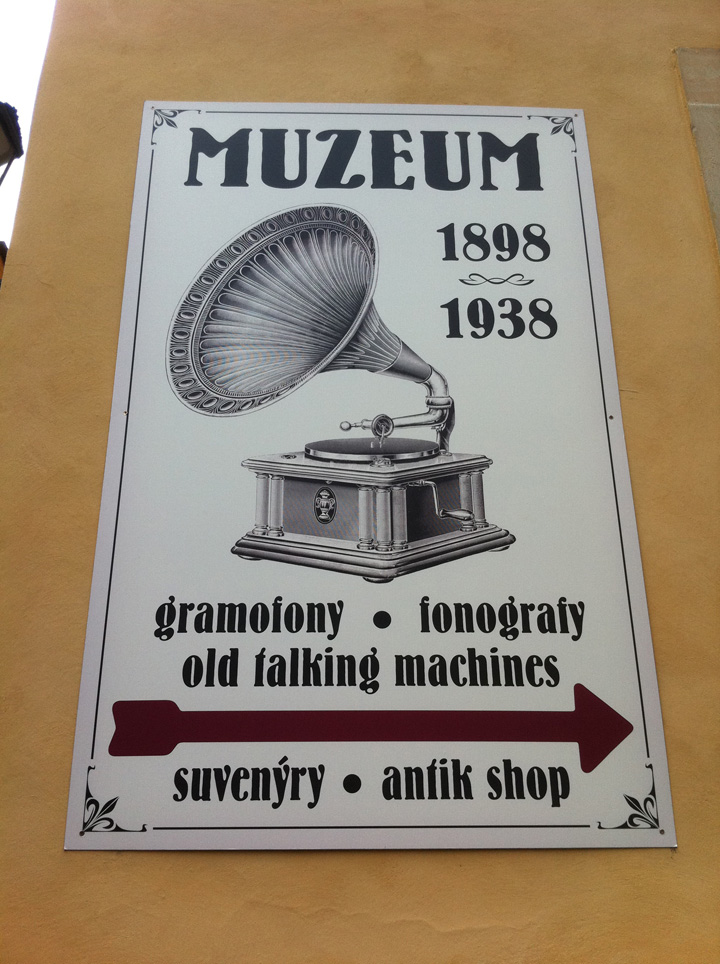 MUZEUM
1898
1938
gramofony • fonografy
old talking machines
suvenýry • antik shop